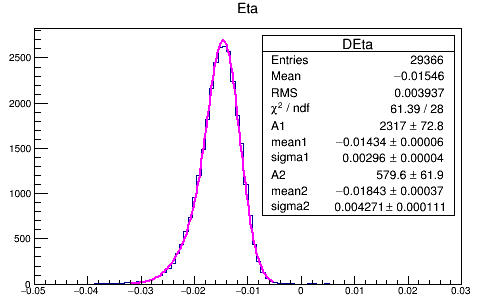 Eta
DEta
Entries 29366
Mean −0.01546
RMS 0.003937
χ² / ndf 61.39 / 28
A1 2317 ± 72.8
mean1 −0.01434 ± 0.00006
sigma1 0.00296 ± 0.00004
A2 579.6 ± 61.9
mean2 −0.01843 ± 0.00037
sigma2 0.004271 ± 0.000111
2500
2000
1500
1000
500
0
−0.05 −0.04 −0.03 −0.02 −0.01 0 0.01 0.02 0.03